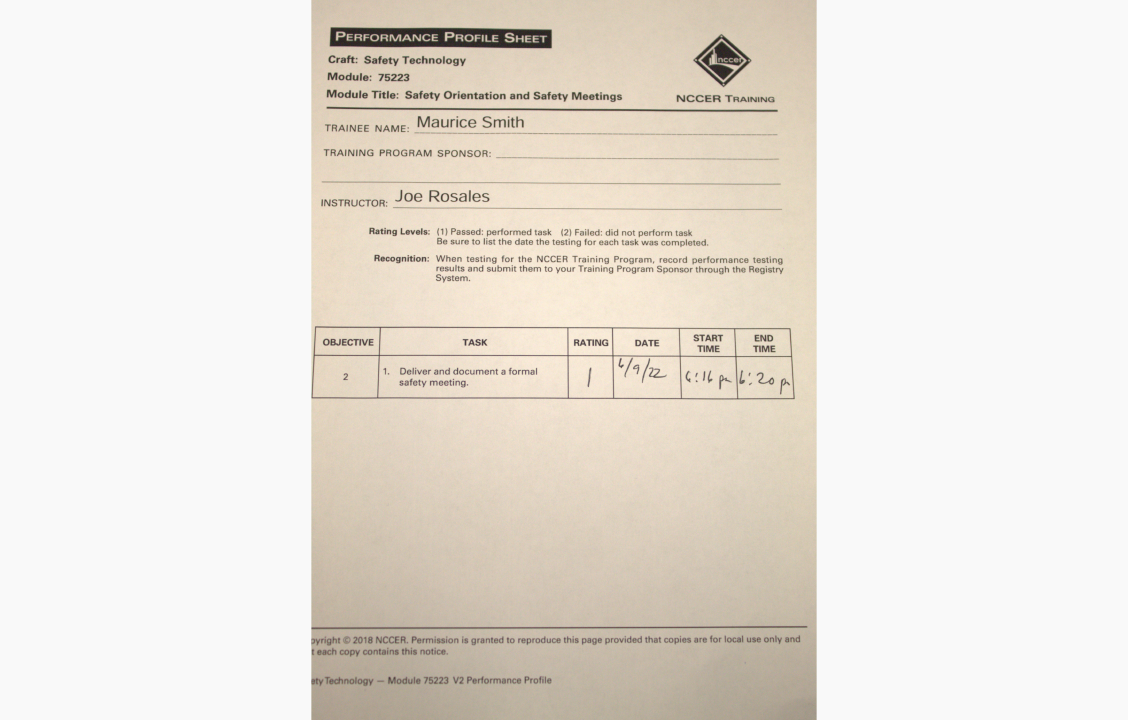 PERFORMANCE PROFILE SHEET
Craft: Safety Technology
Module: 75223
Module Title: Safety Orientation and Safety Meetings
nccer
NCCER TRAINING
TRAINEE NAME: Maurice Smith
TRAINING PROGRAM SPONSOR:
INSTRUCTOR: Joe Rosales
Rating Levels: (1) Passed: performed task (2) Failed: did not perform task
Be sure to list the date the testing for each task was completed.
Recognition: When testing for the NCCER Training Program, record performance testing
results and submit them to your Training Program Sponsor through the Registry
System.
OBJECTIVE TASK RATING DATE START TIME END TIME
2 1. Deliver and document a formal safety meeting. 1 6/9/22 6:16 pm 6:20 pm
pyright © 2018 NCCER. Permission is granted to reproduce this page provided that copies are for local use only and
t each copy contains this notice.
ety Technology — Module 75223 V2 Performance Profile